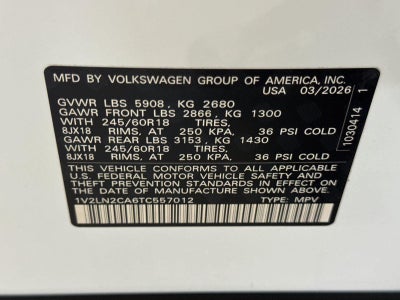 MFD BY VOLKSWAGEN GROUP OF AMERICA, INC.
USA 03/2026
GVWR LBS 5908, KG 2680
GAWR FRONT LBS 2866, KG 1300
WITH 245/60R18 TIRES,
8JX18 RIMS, AT 250 KPA. 36 PSI COLD
GAWR REAR LBS 3153, KG 1430
WITH 245/60R18 TIRES,
8JX18 RIMS, AT 250 KPA. 36 PSI COLD
THIS VEHICLE CONFORMS TO ALL APPLICABLE
U.S. FEDERAL MOTOR VEHICLE SAFETY STANDARDS IN EFFECT
ON THE DATE OF MANUFACTURE SHOWN ABOVE.
1V2LN2CA6TC557012 TYPE: MPV
1030414 1